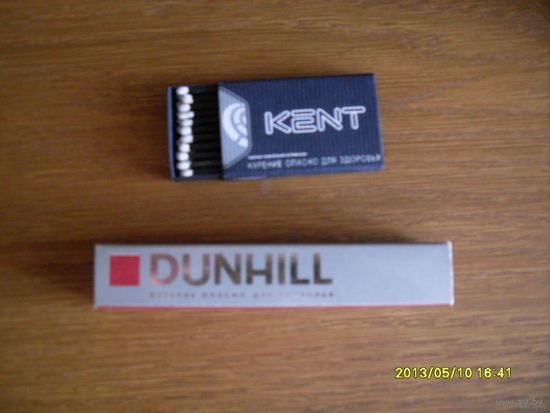 KENT
КУРЕНИЕ ОПАСНО ДЛЯ ЗДОРОВЬЯ
DUNHILL
КУРЕНИЕ ОПАСНО ДЛЯ ЗДОРОВЬЯ
2013/05/10 16:41